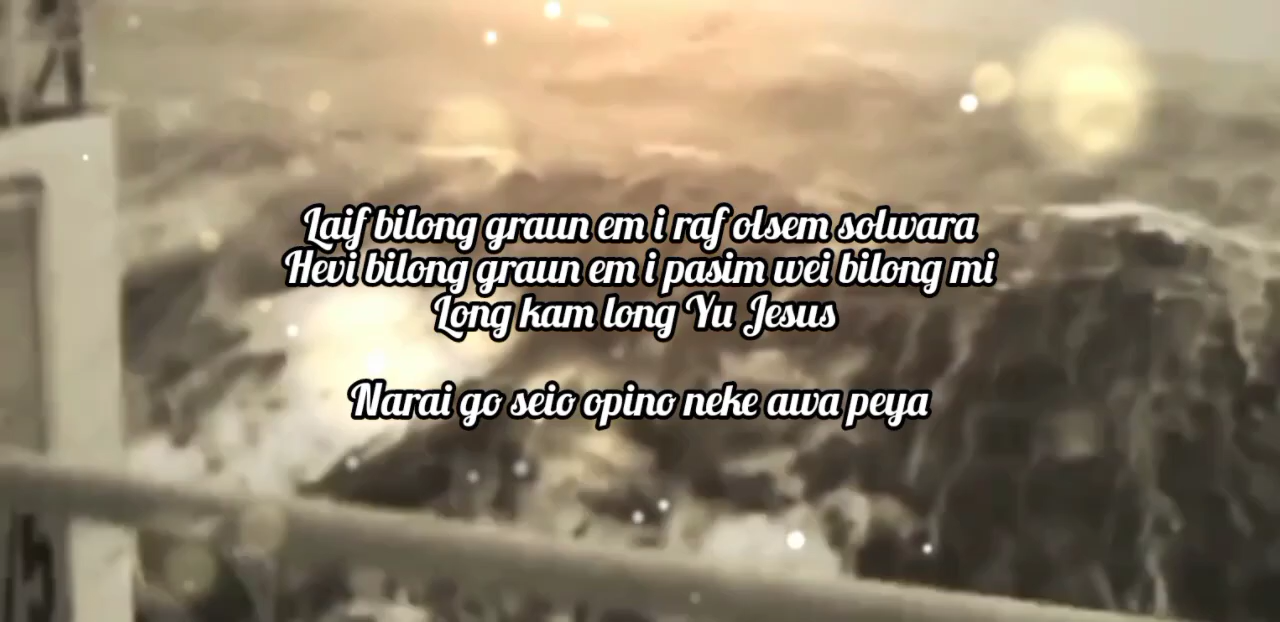 Laif bilong graun em i raf olsem solwara
Hevi bilong graun em i pasim wei bilong mi
Long kam long Yu Jesus
Narai go seio opino neke awa peya